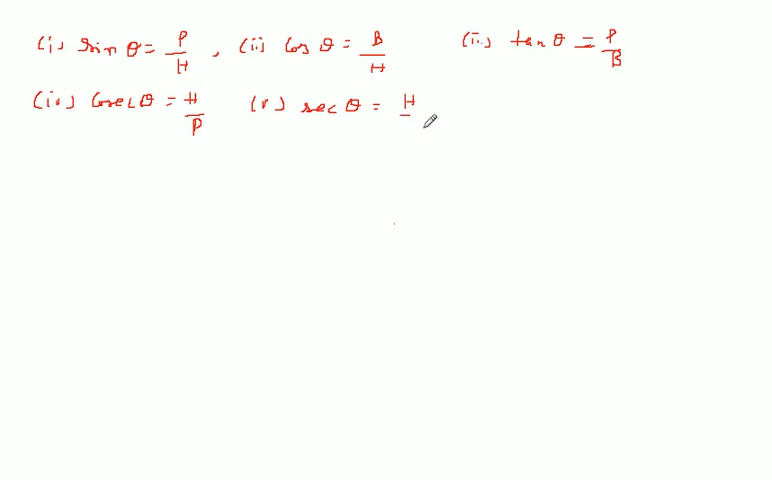 (i) sin θ = P/H , (ii) cos θ = B/H (iii) tan θ = P/B
(iv) cosec θ = H/P (v) sec θ = H/